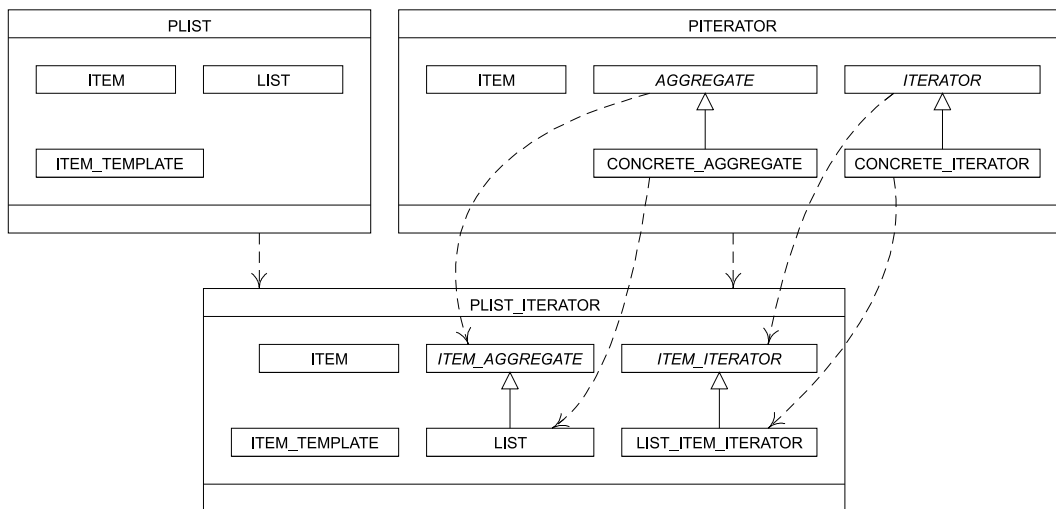 PLIST
ITEM
LIST
ITEM_TEMPLATE
PITERATOR
ITEM
AGGREGATE
ITERATOR
CONCRETE_AGGREGATE
CONCRETE_ITERATOR
PLIST_ITERATOR
ITEM
ITEM_AGGREGATE
ITEM_ITERATOR
ITEM_TEMPLATE
LIST
LIST_ITEM_ITERATOR